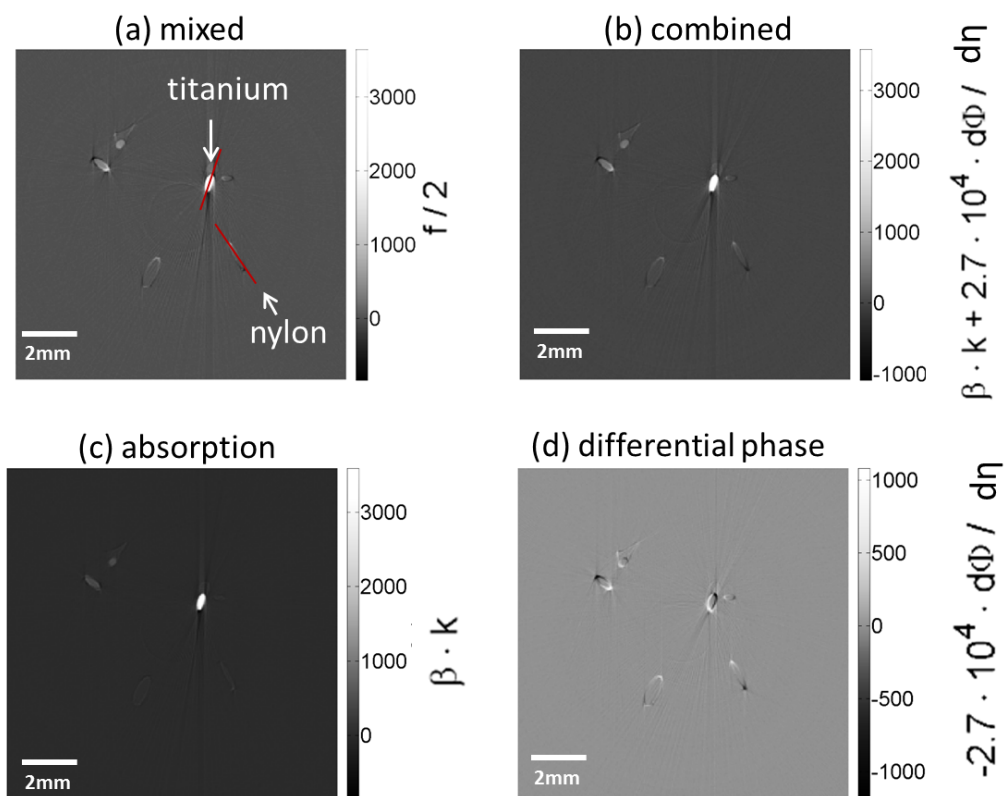 (a) mixed
titanium
nylon
2mm
3000
2000
1000
0
f / 2
(b) combined
2mm
3000
2000
1000
0
-1000
β · k + 2.7 · 10⁴ · dΦ / dη
(c) absorption
2mm
3000
2000
1000
0
β · k
(d) differential phase
2mm
1000
500
0
-500
-1000
-2.7 · 10⁴ · dΦ / dη